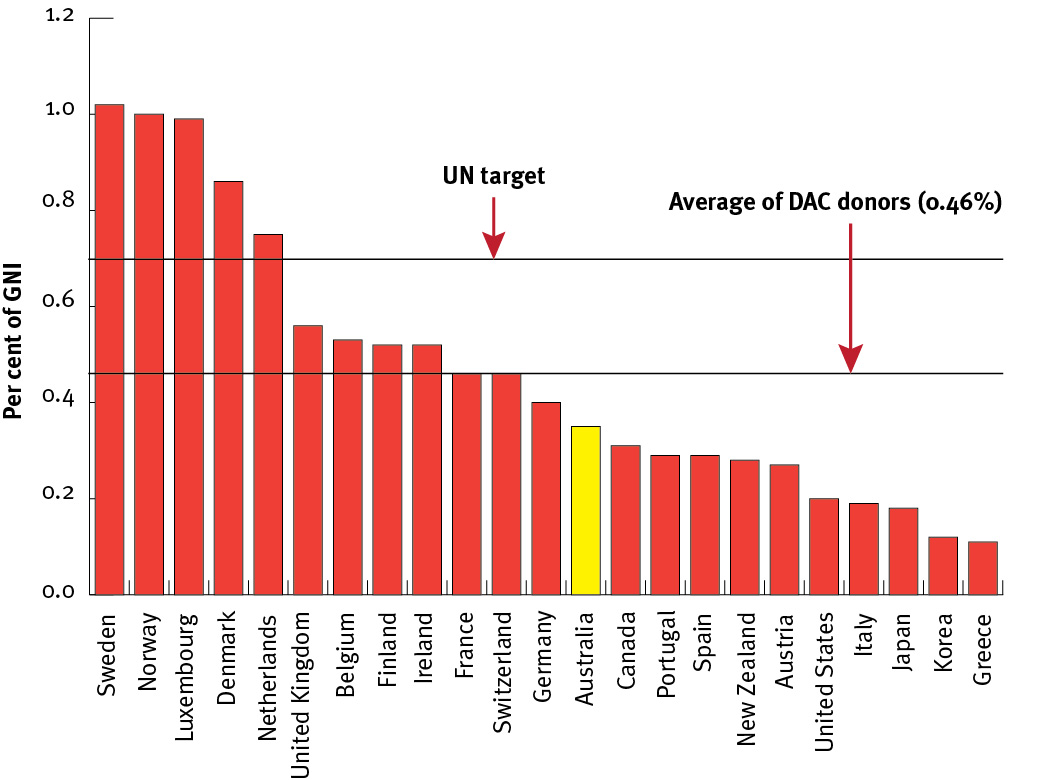 1.2
1.0
0.8
0.6
0.4
0.2
0.0
Per cent of GNI
UN target
Average of DAC donors (0.46%)
Sweden
Norway
Luxembourg
Denmark
Netherlands
United Kingdom
Belgium
Finland
Ireland
France
Switzerland
Germany
Australia
Canada
Portugal
Spain
New Zealand
Austria
United States
Italy
Japan
Korea
Greece